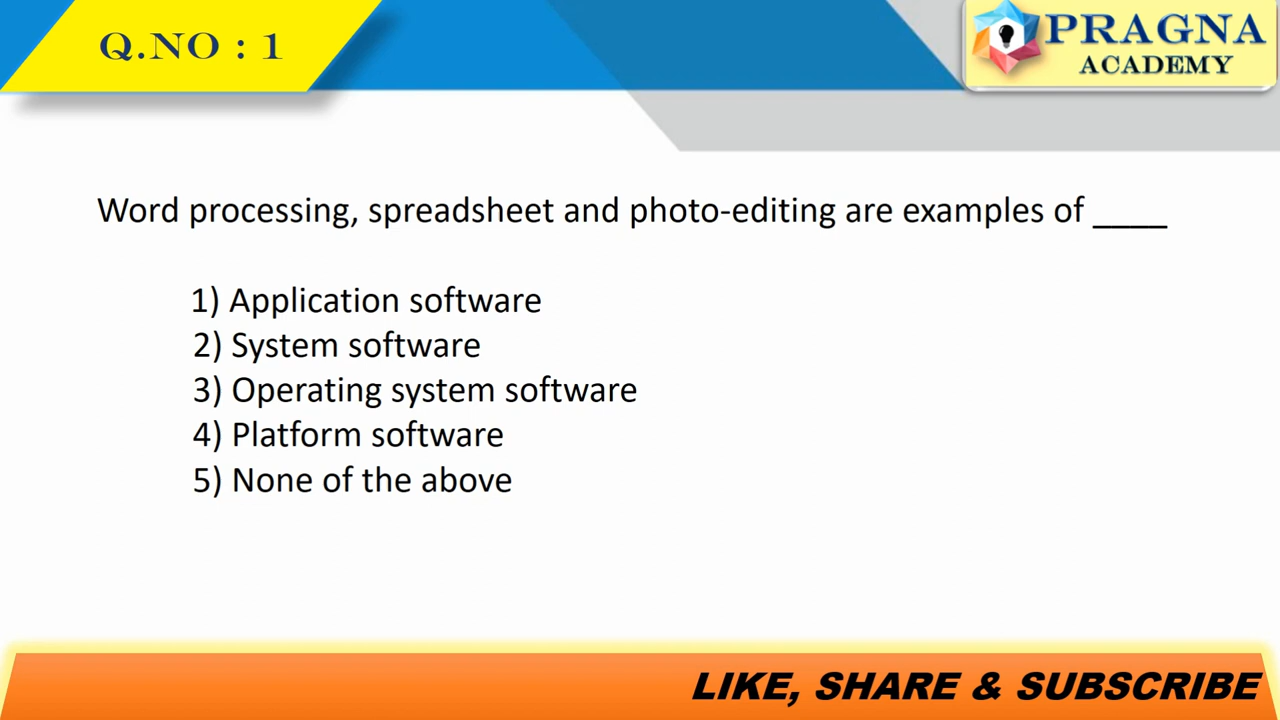 Q.NO : 1
PRAGNA
ACADEMY
Word processing, spreadsheet and photo-editing are examples of ____
1) Application software
2) System software
3) Operating system software
4) Platform software
5) None of the above
LIKE, SHARE & SUBSCRIBE